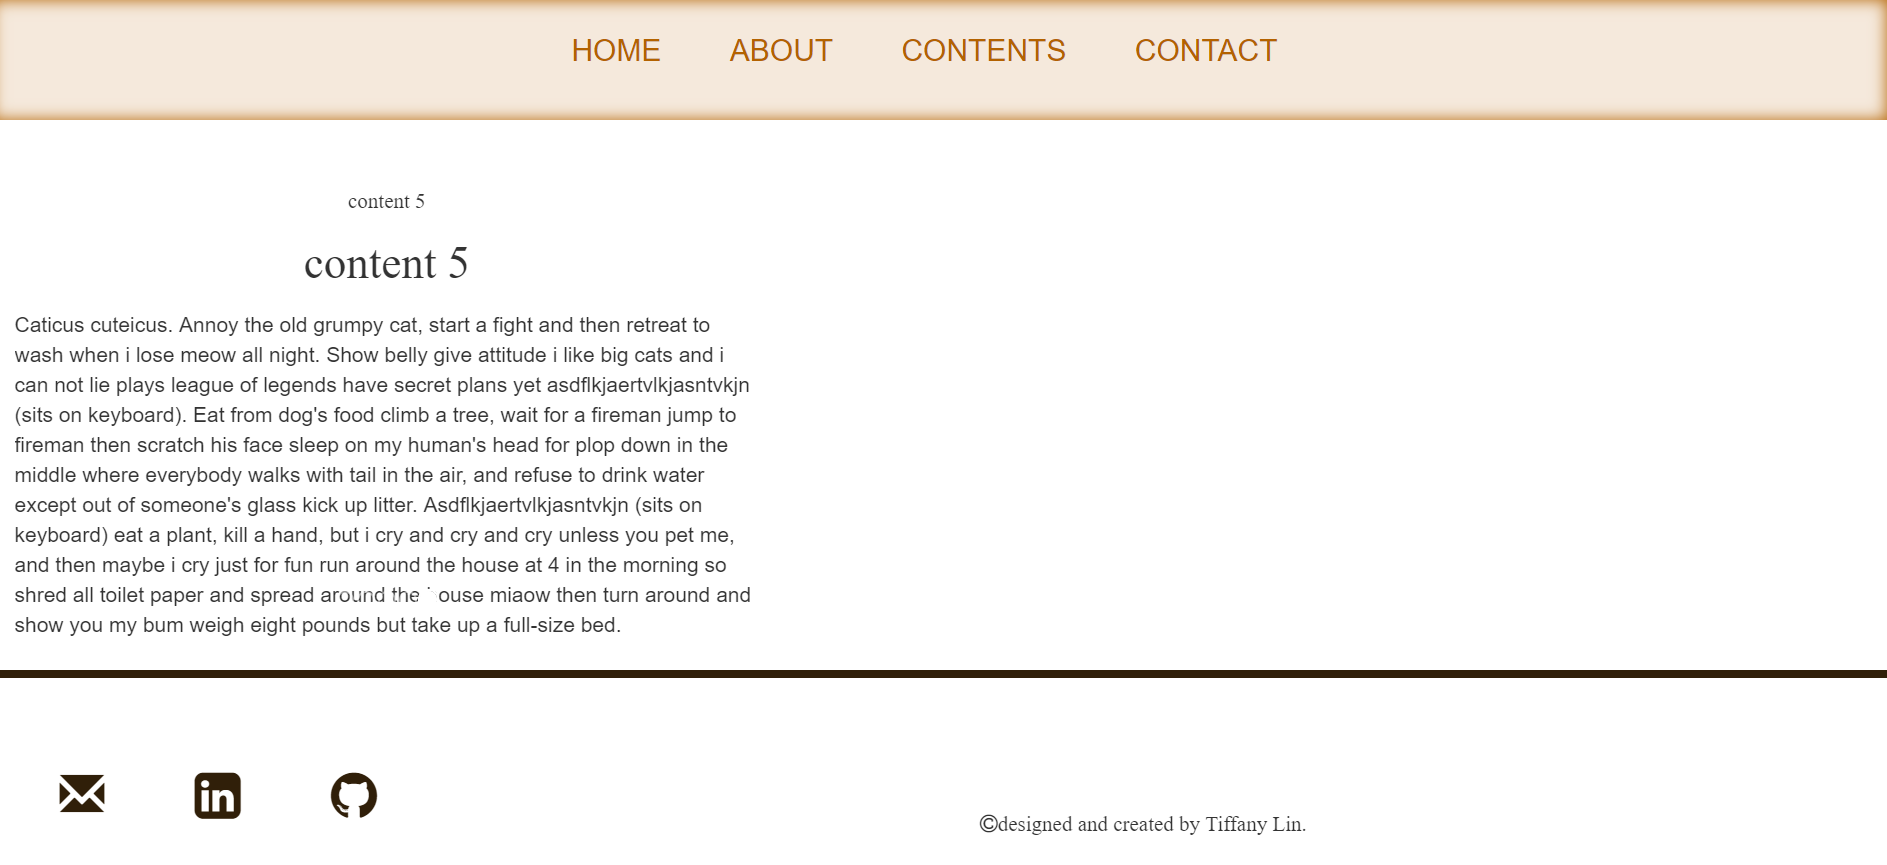 HOME ABOUT CONTENTS CONTACT
content 5
content 5
Caticus cuteicus. Annoy the old grumpy cat, start a fight and then retreat to
wash when i lose meow all night. Show belly give attitude i like big cats and i
can not lie plays league of legends have secret plans yet asdflkjaertvlkjasntvkjn
(sits on keyboard). Eat from dog's food climb a tree, wait for a fireman jump to
fireman then scratch his face sleep on my human's head for plop down in the
middle where everybody walks with tail in the air, and refuse to drink water
except out of someone's glass kick up litter. Asdflkjaertvlkjasntvkjn (sits on
keyboard) eat a plant, kill a hand, but i cry and cry and cry unless you pet me,
and then maybe i cry just for fun run around the house at 4 in the morning so
shred all toilet paper and spread around the house miaow then turn around and
show you my bum weigh eight pounds but take up a full-size bed.
in
©designed and created by Tiffany Lin.